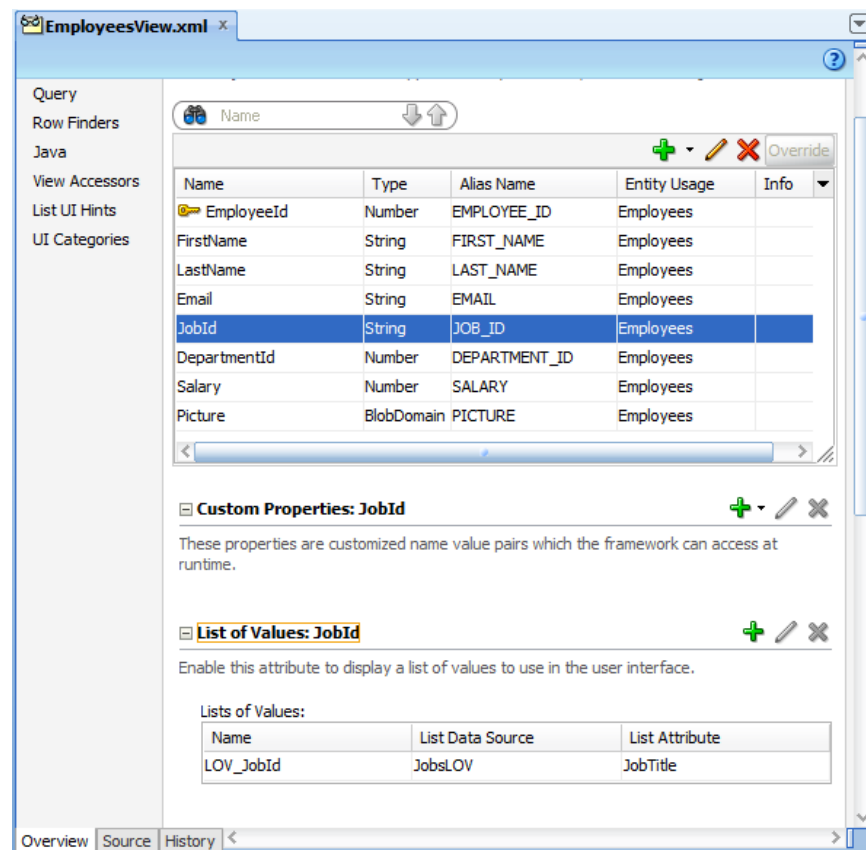 EmployeesView.xml
Query
Row Finders
Java
View Accessors
List UI Hints
UI Categories
Name
Override
Name Type Alias Name Entity Usage Info
EmployeeId Number EMPLOYEE_ID Employees
FirstName String FIRST_NAME Employees
LastName String LAST_NAME Employees
Email String EMAIL Employees
JobId String JOB_ID Employees
DepartmentId Number DEPARTMENT_ID Employees
Salary Number SALARY Employees
Picture BlobDomain PICTURE Employees
Custom Properties: JobId
These properties are customized name value pairs which the framework can access at
runtime.
List of Values: JobId
Enable this attribute to display a list of values to use in the user interface.
Lists of Values:
Name List Data Source List Attribute
LOV_JobId JobsLOV JobTitle
Overview Source History